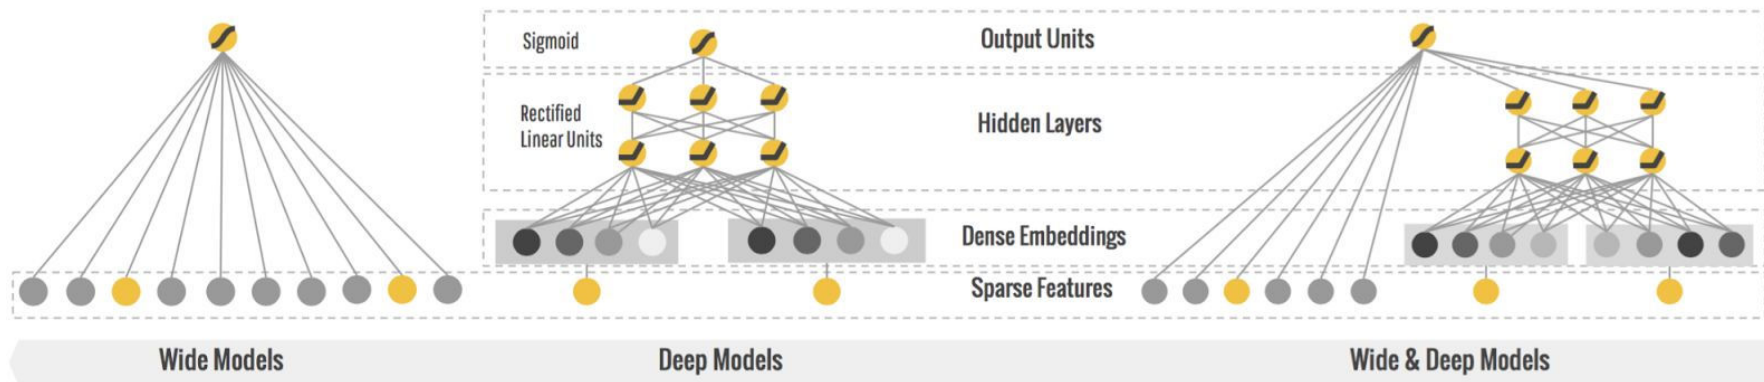 Sigmoid
Output Units
Rectified
Linear Units
Hidden Layers
Dense Embeddings
Sparse Features
Wide Models
Deep Models
Wide & Deep Models